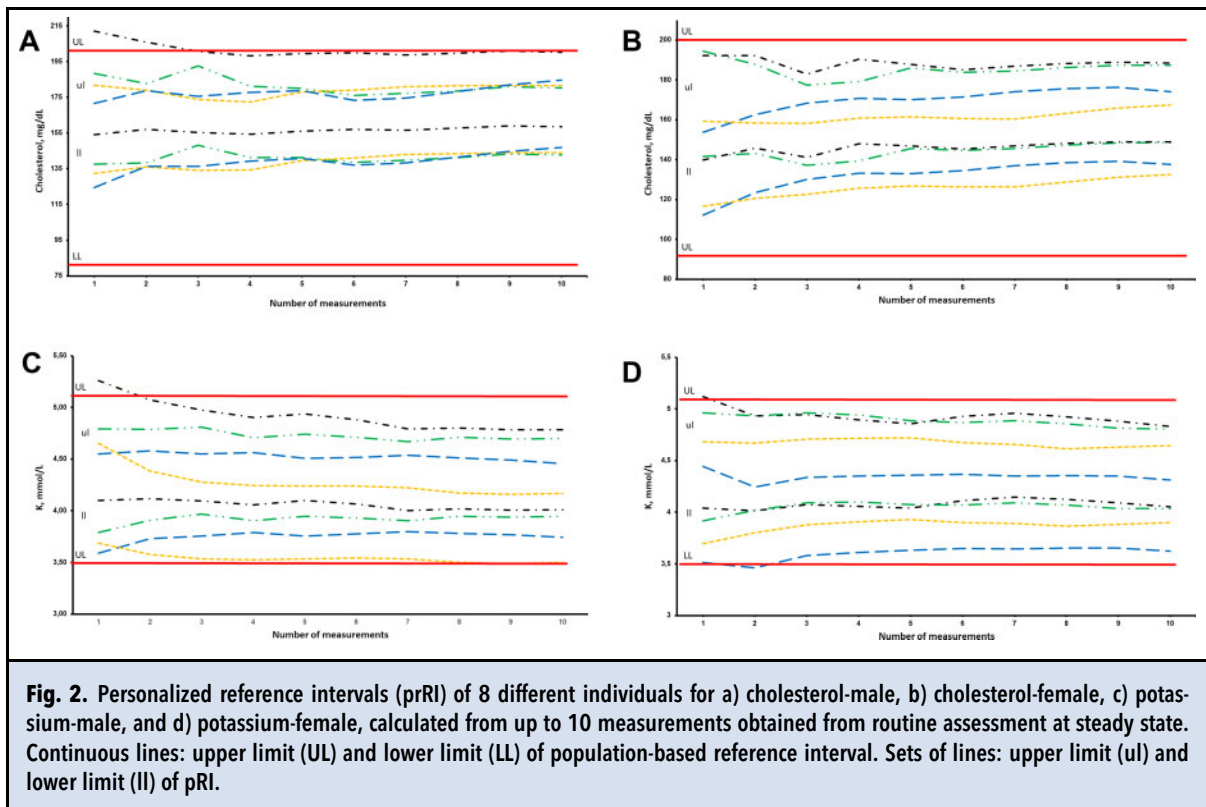 A
Cholesterol, mg/dL
215
UL
195
ul
175
155
ll
135
115
95
LL
75
1 2 3 4 5 6 7 8 9 10
Number of measurements
B
Cholesterol, mg/dL
UL
200
180
ul
160
ll
140
120
100
UL
80
1 2 3 4 5 6 7 8 9 10
Number of measurements
C
K, mmol/L
5,50
UL
5,00
ul
4,50
4,00
ll
UL
3,50
3,00
1 2 3 4 5 6 7 8 9 10
Number of measurements
D
K, mmol/L
5,5
UL
5
ul
4,5
4
ll
LL
3,5
3
1 2 3 4 5 6 7 8 9 10
Number of measurements
Fig. 2. Personalized reference intervals (prRI) of 8 different individuals for a) cholesterol-male, b) cholesterol-female, c) potas-
sium-male, and d) potassium-female, calculated from up to 10 measurements obtained from routine assessment at steady state.
Continuous lines: upper limit (UL) and lower limit (LL) of population-based reference interval. Sets of lines: upper limit (ul) and
lower limit (ll) of pRI.